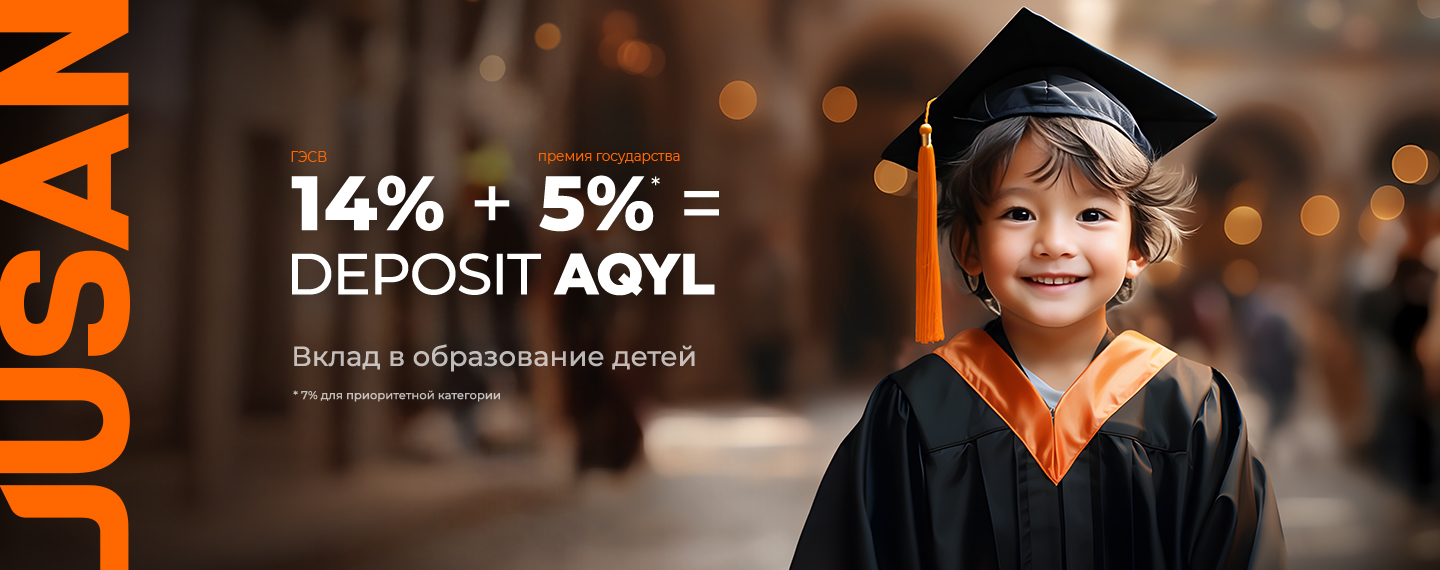 JUSAN
ГЭСВ
премия государства
14% + 5%* =
DEPOSIT AQYL
Вклад в образование детей
* 7% для приоритетной категории